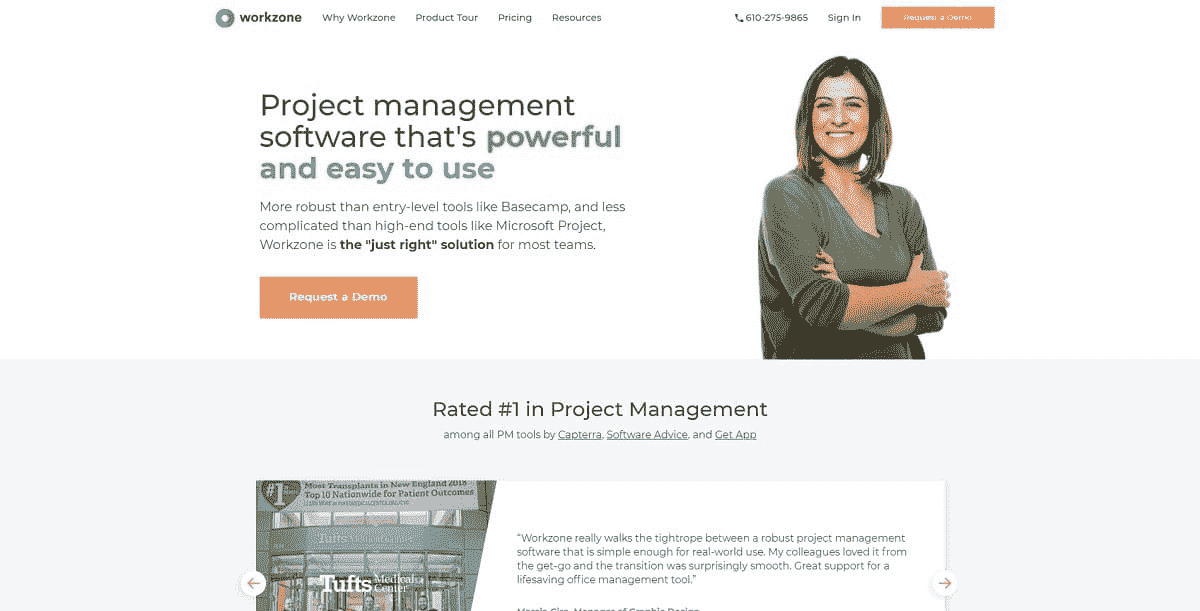 workzone Why Workzone Product Tour Pricing Resources 610-275-9865 Sign In Request a Demo
Project management
software that's powerful
and easy to use
More robust than entry-level tools like Basecamp, and less
complicated than high-end tools like Microsoft Project,
Workzone is the "just right" solution for most teams.
Request a Demo
Rated #1 in Project Management
among all PM tools by Capterra, Software Advice, and Get App
#1
Most Transplants in New England 2018
Top 10 Nationwide for Patient Outcomes
Tufts Medical
Center
“Workzone really walks the tightrope between a robust project management
software that is simple enough for real-world use. My colleagues loved it from
the get-go and the transition was surprisingly smooth. Great support for a
lifesaving office management tool.”